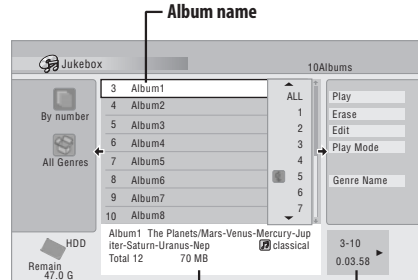 Album name
Jukebox
10Albums
By number
All Genres
3 Album1
4 Album2
5 Album3
6 Album4
7 Album5
8 Album6
9 Album7
10 Album8
ALL
1
2
3
4
5
6
7
Play
Erase
Edit
Play Mode
Genre Name
HDD
Remain
47.0 G
Album1 The Planets/Mars-Venus-Mercury-Jup
iter-Saturn-Uranus-Nep classical
Total 12 70 MB
3-10
0.03.58